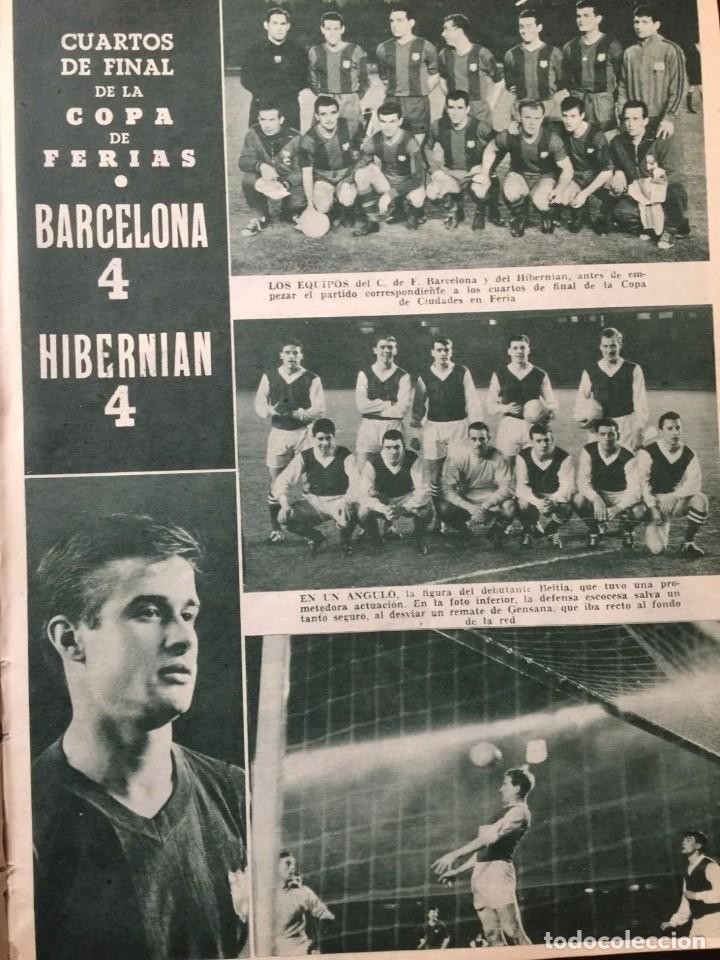 CUARTOS
DE FINAL
DE LA
COPA
DE
FERIAS
•
BARCELONA
4
HIBERNIAN
4
LOS EQUIPOS del C. de F. Barcelona y del Hibernian, antes de em-
pezar el partido correspondiente a los cuartos de final de la Copa
de Ciudades en Feria
EN UN ANGULO, la figura del debutante Beitia, que tuvo una pro-
metedora actuación. En la foto inferior, la defensa escocesa salva un
tanto seguro, al desviar un remate de Gensana, que iba recto al fondo
de la red
todocoleccion.net